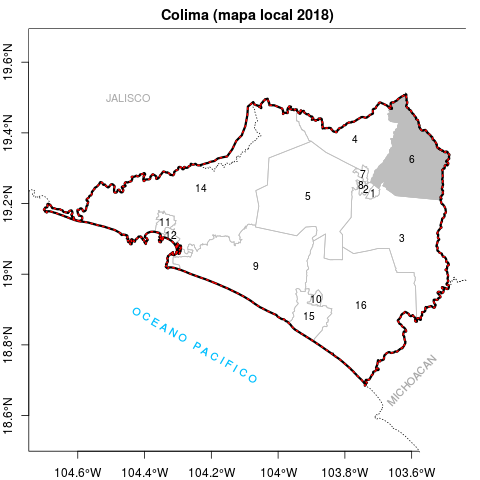 Colima (mapa local 2018)
JALISCO
4
6
7
8
2
1
14
5
11
12
3
9
10
15
16
OCEANO PACIFICO
MICHOACAN
19.6°N
19.4°N
19.2°N
19°N
18.8°N
18.6°N
104.6°W
104.4°W
104.2°W
104°W
103.8°W
103.6°W